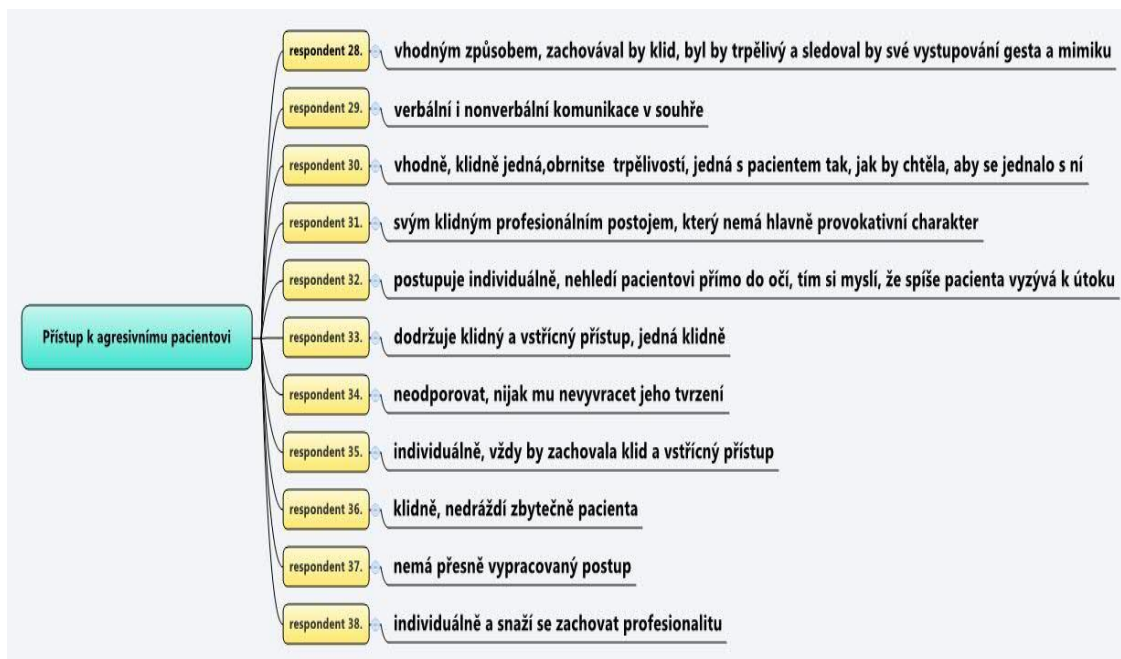 respondent 28. vhodným způsobem, zachovával by klid, byl by trpělivý a sledoval by své vystupování gesta a mimiku
respondent 29. verbální i nonverbální komunikace v souhře
respondent 30. vhodně, klidně jedná,obrnitse trpělivostí, jedná s pacientem tak, jak by chtěla, aby se jednalo s ní
respondent 31. svým klidným profesionálním postojem, který nemá hlavně provokativní charakter
respondent 32. postupuje individuálně, nehledí pacientovi přímo do očí, tím si myslí, že spíše pacienta vyzývá k útoku
Přístup k agresivnímu pacientovi
respondent 33. dodržuje klidný a vstřícný přístup, jedná klidně
respondent 34. neodporovat, nijak mu nevyvracet jeho tvrzení
respondent 35. individuálně, vždy by zachovala klid a vstřícný přístup
respondent 36. klidně, nedráždí zbytečně pacienta
respondent 37. nemá přesně vypracovaný postup
respondent 38. individuálně a snaží se zachovat profesionalitu